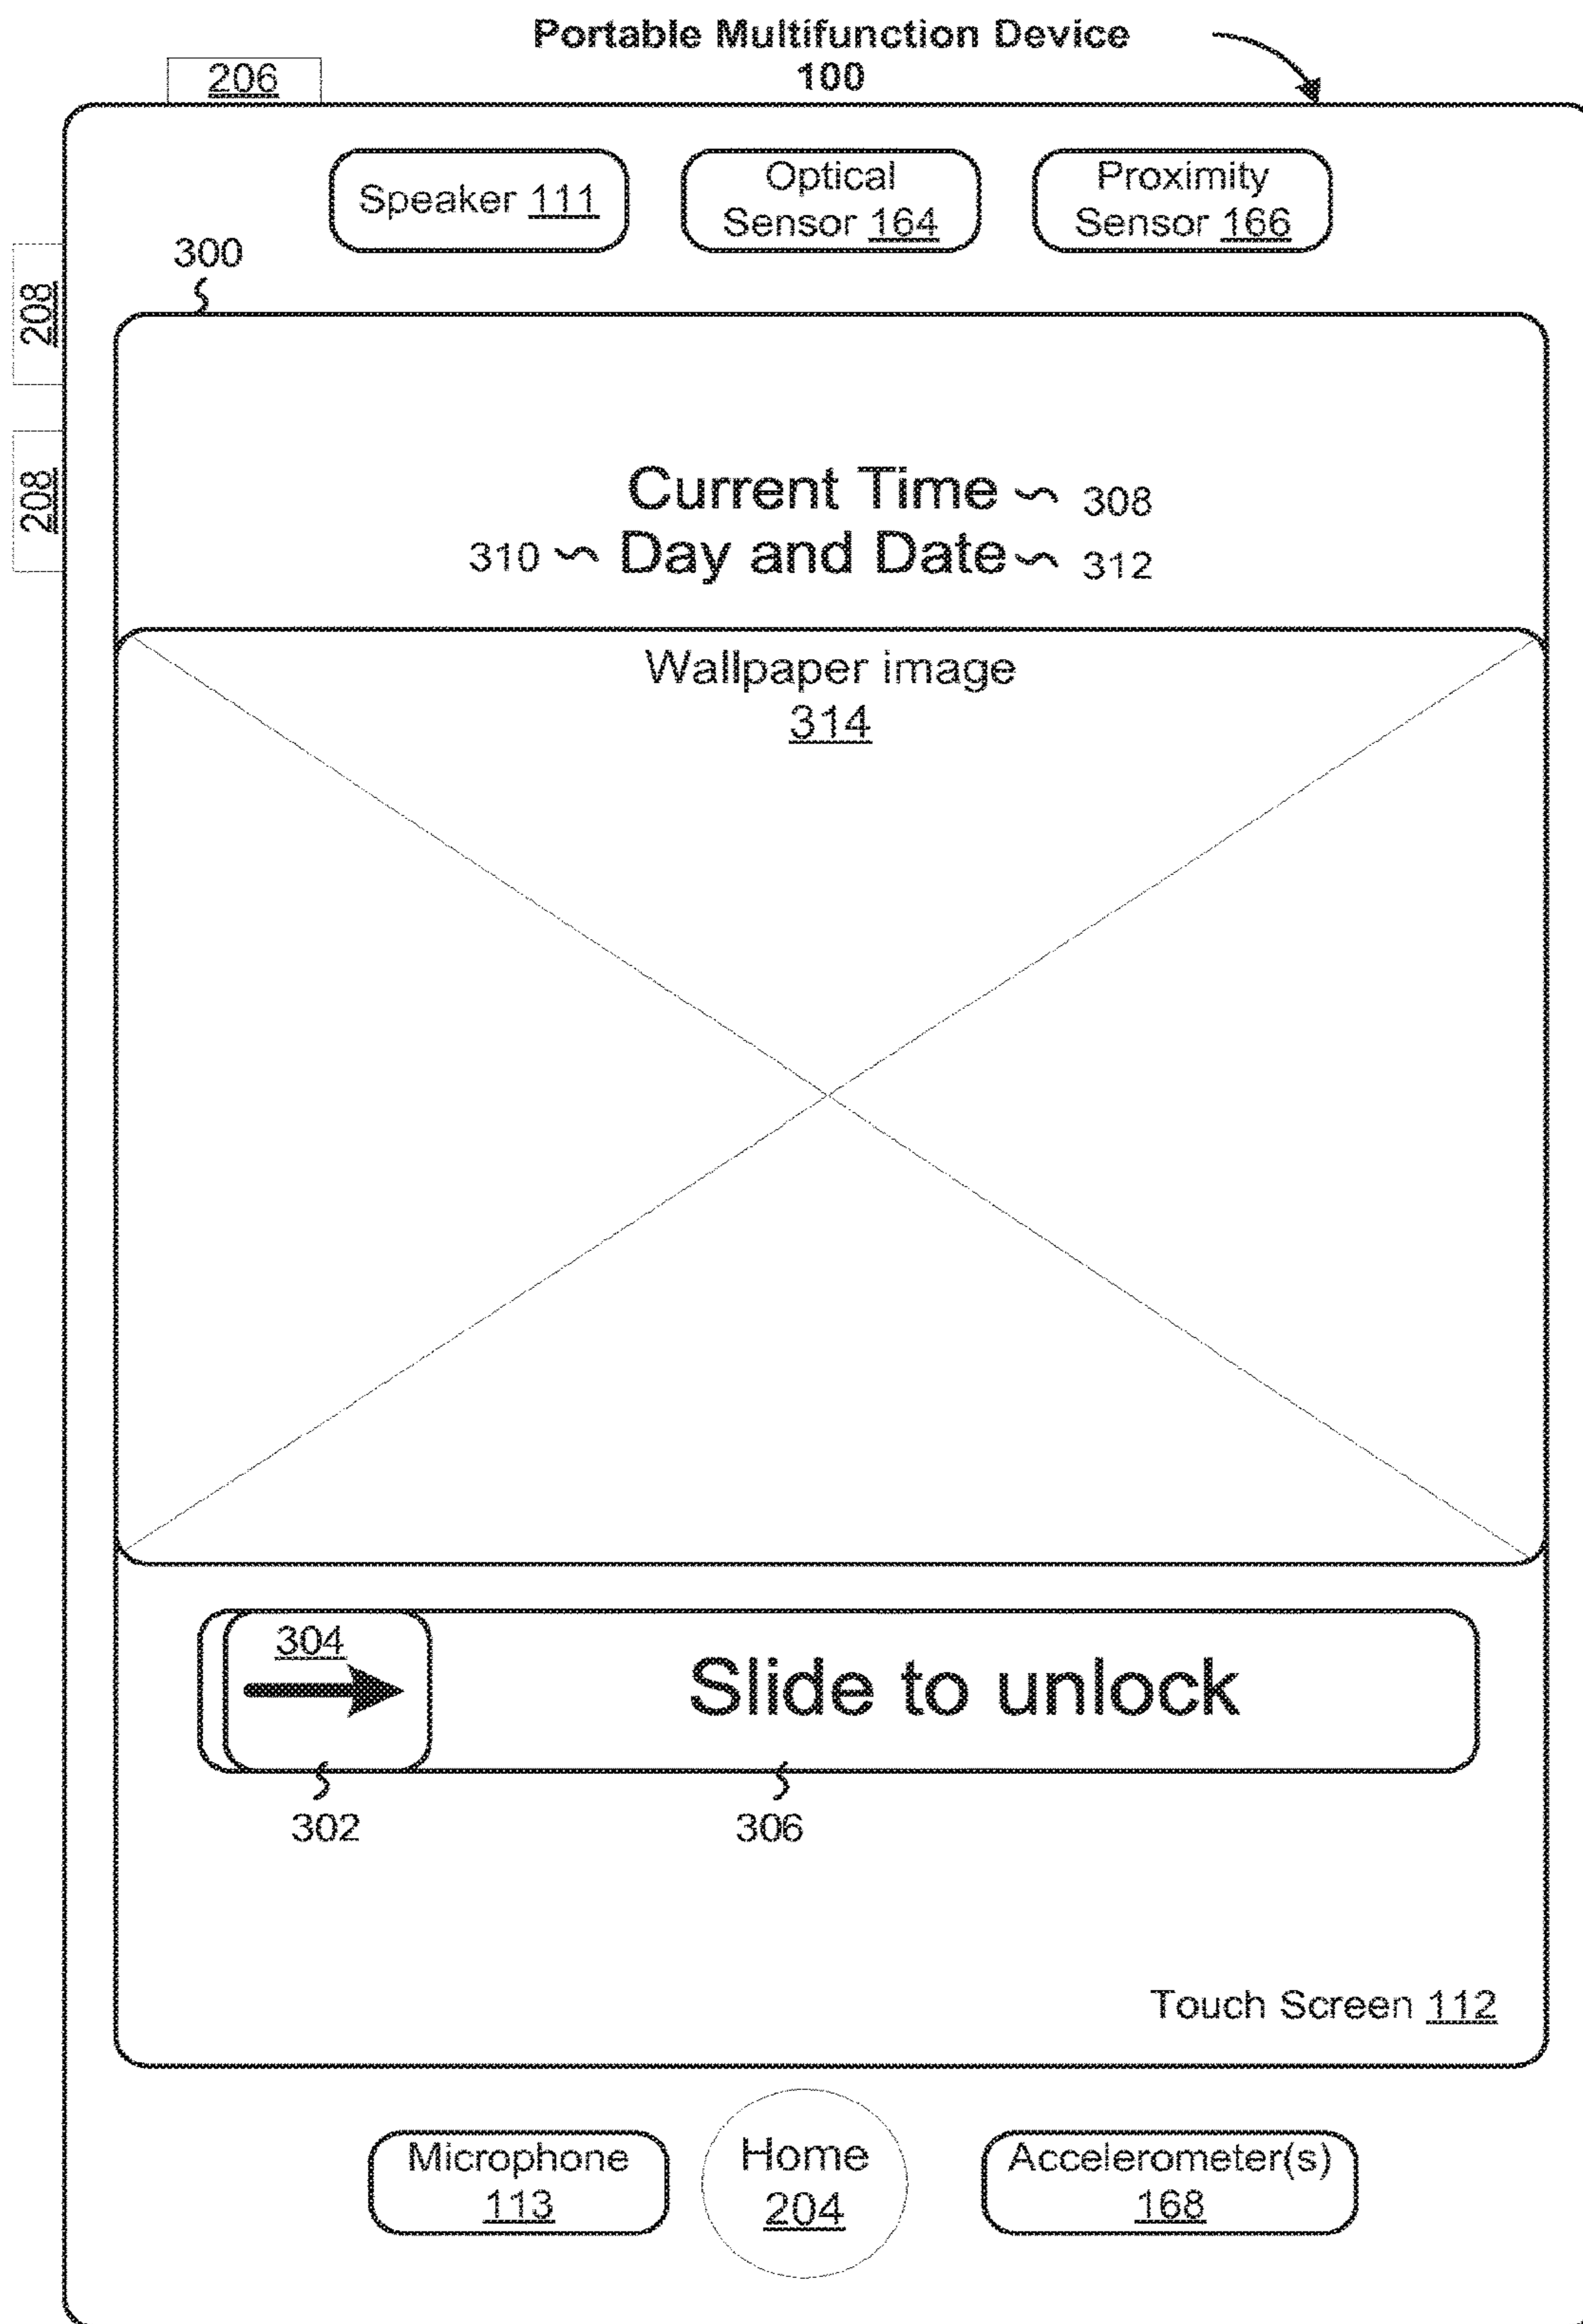 Portable Multifunction Device
100
206
Speaker 111
Optical
Sensor 164
Proximity
Sensor 166
300
208
208
Current Time ~ 308
310 ~ Day and Date ~ 312
Wallpaper image
314
304
Slide to unlock
302
306
Touch Screen 112
Microphone
113
Home
204
Accelerometer(s)
168